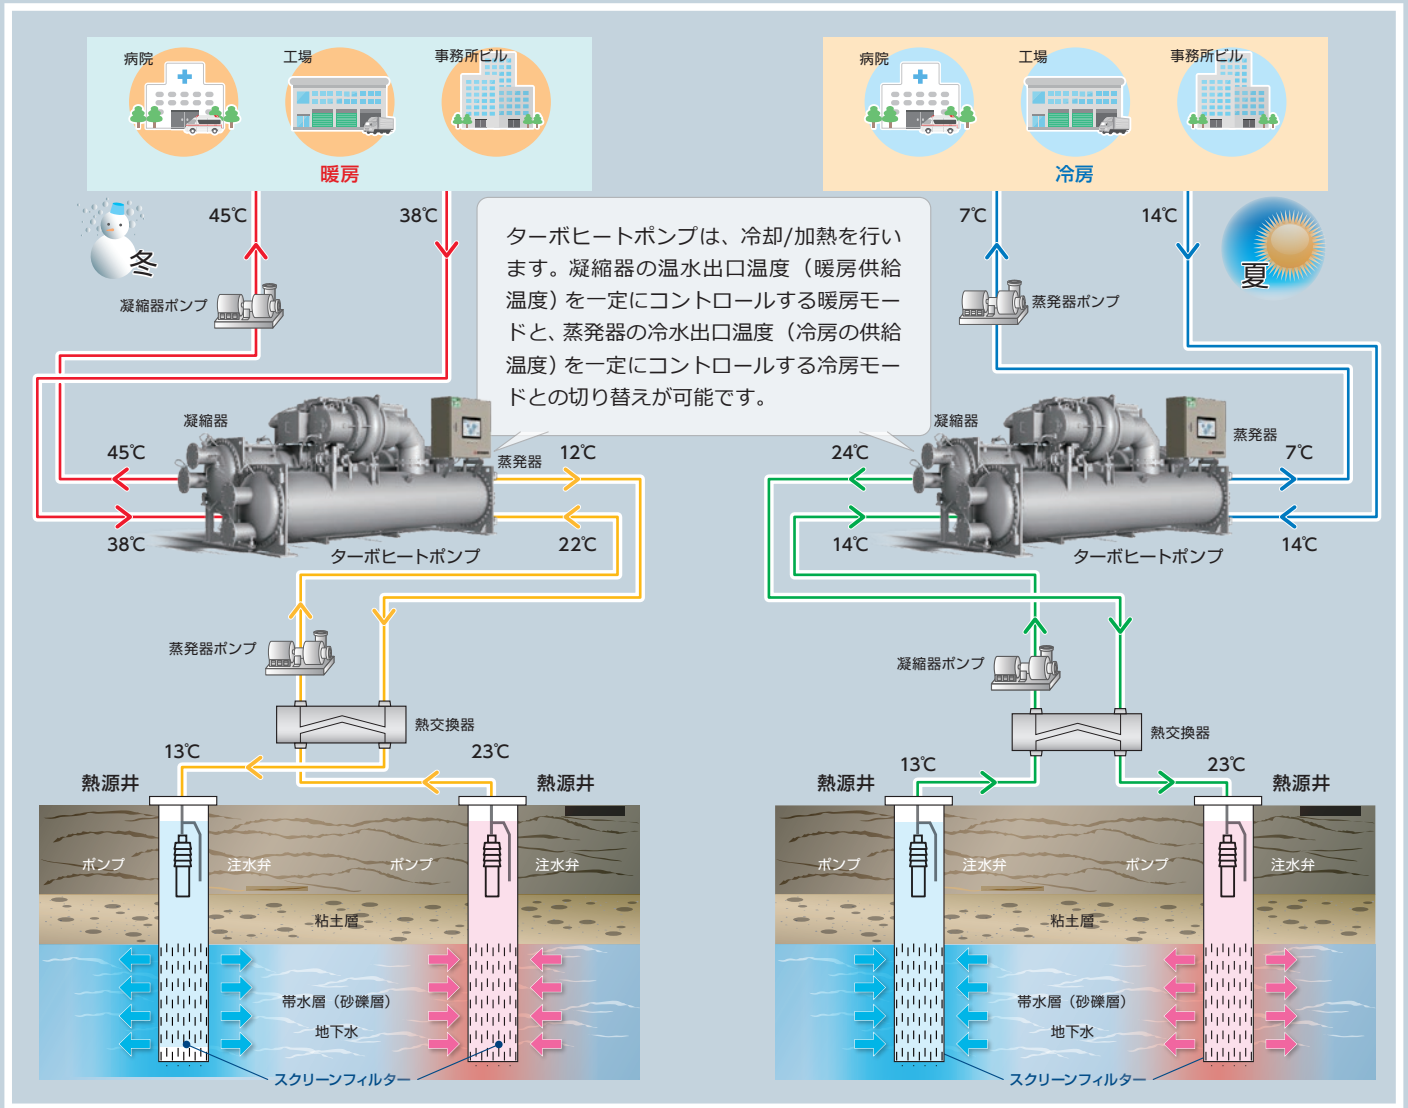 病院
工場
事務所ビル
暖房
45℃
38℃
冬
凝縮器ポンプ
ターボヒートポンプは、冷却/加熱を行い
ます。凝縮器の温水出口温度（暖房供給
温度）を一定にコントロールする暖房モー
ドと、蒸発器の冷水出口温度（冷房の供給
温度）を一定にコントロールする冷房モー
ドとの切り替えが可能です。
凝縮器
45℃
38℃
蒸発器
12℃
22℃
ターボヒートポンプ
蒸発器ポンプ
熱交換器
13℃
23℃
熱源井
熱源井
ポンプ
注水弁
ポンプ
注水弁
粘土層
帯水層（砂礫層）
地下水
スクリーンフィルター
病院
工場
事務所ビル
冷房
7℃
14℃
夏
蒸発器ポンプ
凝縮器
24℃
14℃
蒸発器
7℃
14℃
ターボヒートポンプ
凝縮器ポンプ
熱交換器
13℃
23℃
熱源井
熱源井
ポンプ
注水弁
ポンプ
注水弁
粘土層
帯水層（砂礫層）
地下水
スクリーンフィルター